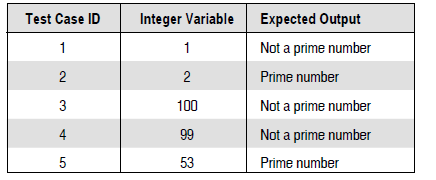 Test Case ID Integer Variable Expected Output
1 1 Not a prime number
2 2 Prime number
3 100 Not a prime number
4 99 Not a prime number
5 53 Prime number